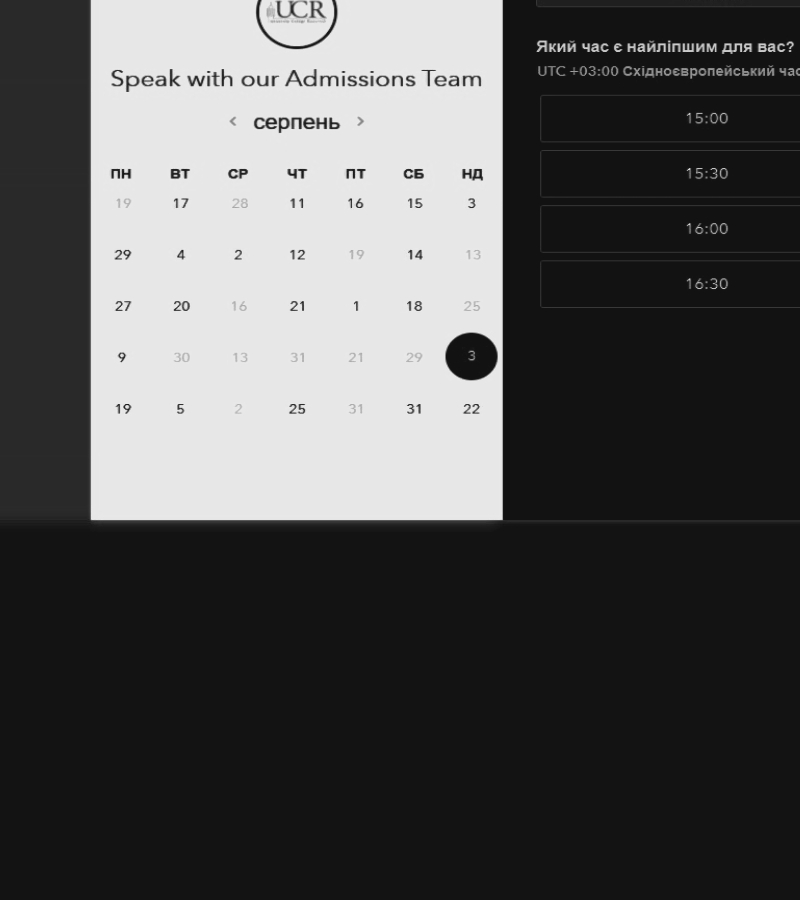 UCR
Speak with our Admissions Team
< серпень >
ПН ВТ СР ЧТ ПТ СБ НД
19 17 28 11 16 15 3
29 4 2 12 19 14 13
27 20 16 21 1 18 25
9 30 13 31 21 29 3
19 5 2 25 31 31 22
Який час є найліпшим для вас?
UTC +03:00 Східноєвропейський час
15:00
15:30
16:00
16:30